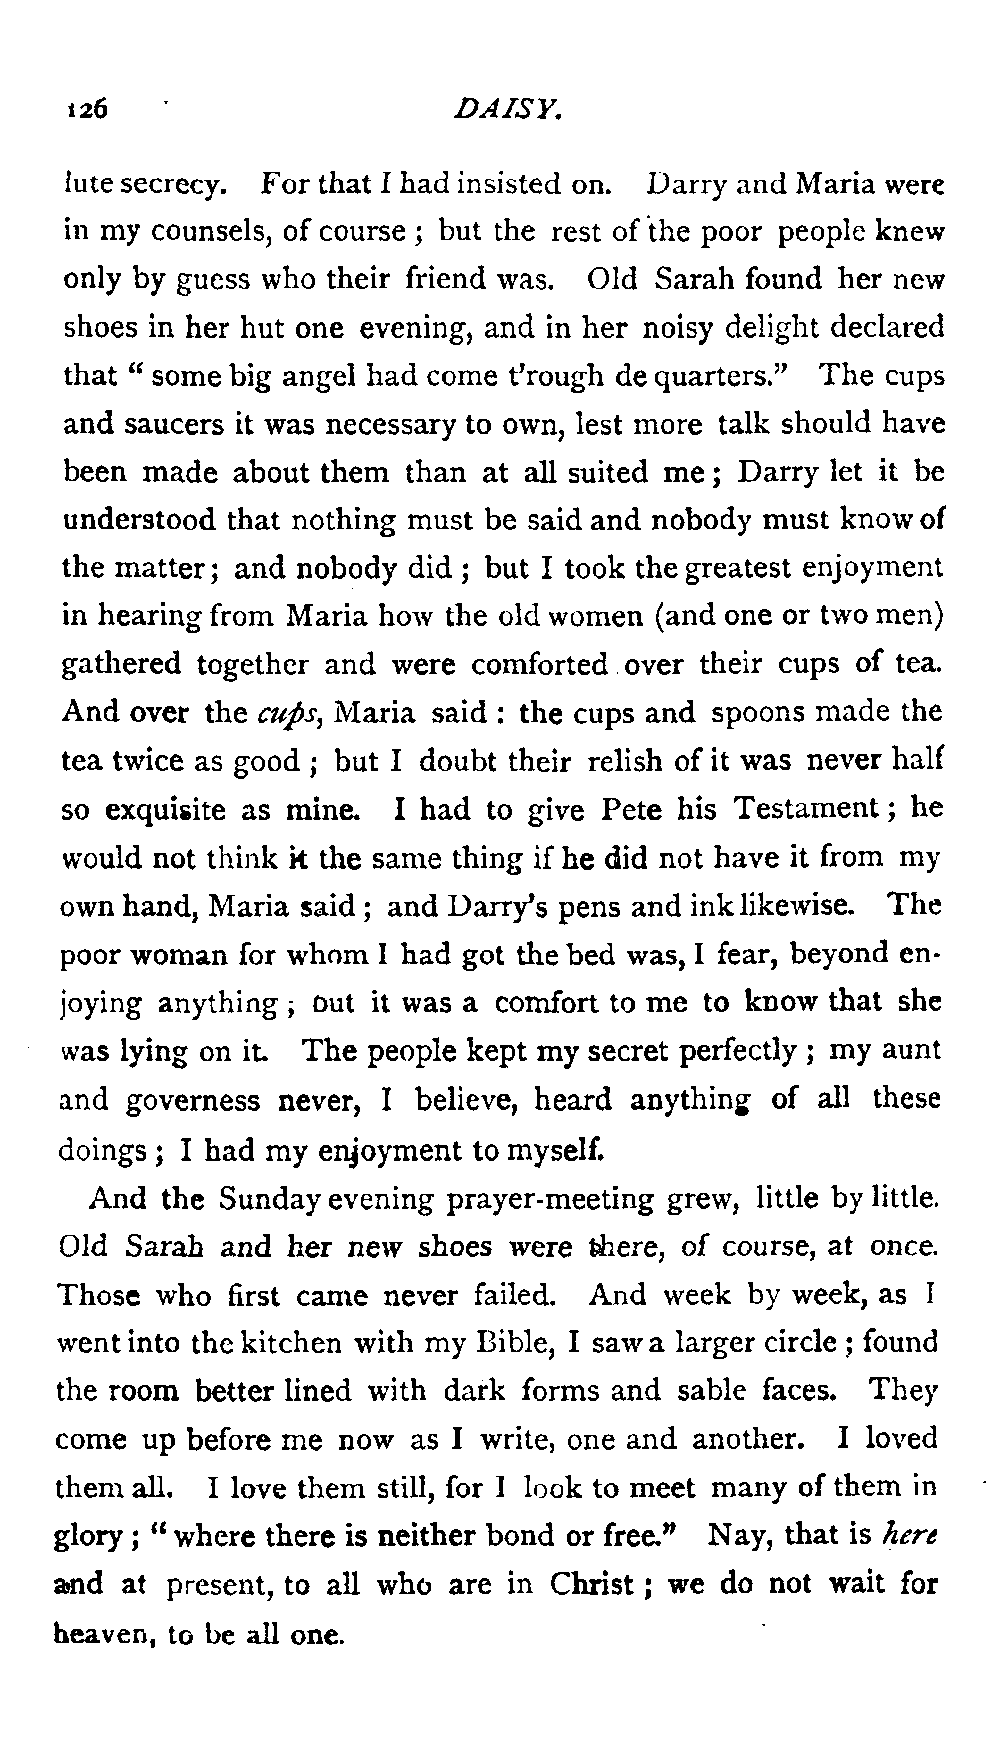 126 DAISY.
lute secrecy. For that I had insisted on. Darry and Maria were
in my counsels, of course ; but the rest of the poor people knew
only by guess who their friend was. Old Sarah found her new
shoes in her hut one evening, and in her noisy delight declared
that “ some big angel had come t’rough de quarters.” The cups
and saucers it was necessary to own, lest more talk should have
been made about them than at all suited me ; Darry let it be
understood that nothing must be said and nobody must know of
the matter ; and nobody did ; but I took the greatest enjoyment
in hearing from Maria how the old women (and one or two men)
gathered together and were comforted over their cups of tea.
And over the cups, Maria said : the cups and spoons made the
tea twice as good ; but I doubt their relish of it was never half
so exquisite as mine. I had to give Pete his Testament ; he
would not think it the same thing if he did not have it from my
own hand, Maria said ; and Darry’s pens and ink likewise. The
poor woman for whom I had got the bed was, I fear, beyond en-
joying anything ; but it was a comfort to me to know that she
was lying on it. The people kept my secret perfectly ; my aunt
and governess never, I believe, heard anything of all these
doings ; I had my enjoyment to myself.
And the Sunday evening prayer-meeting grew, little by little.
Old Sarah and her new shoes were there, of course, at once.
Those who first came never failed. And week by week, as I
went into the kitchen with my Bible, I saw a larger circle ; found
the room better lined with dark forms and sable faces. They
come up before me now as I write, one and another. I loved
them all. I love them still, for I look to meet many of them in
glory ; “ where there is neither bond or free.” Nay, that is here
and at present, to all who are in Christ ; we do not wait for
heaven, to be all one.